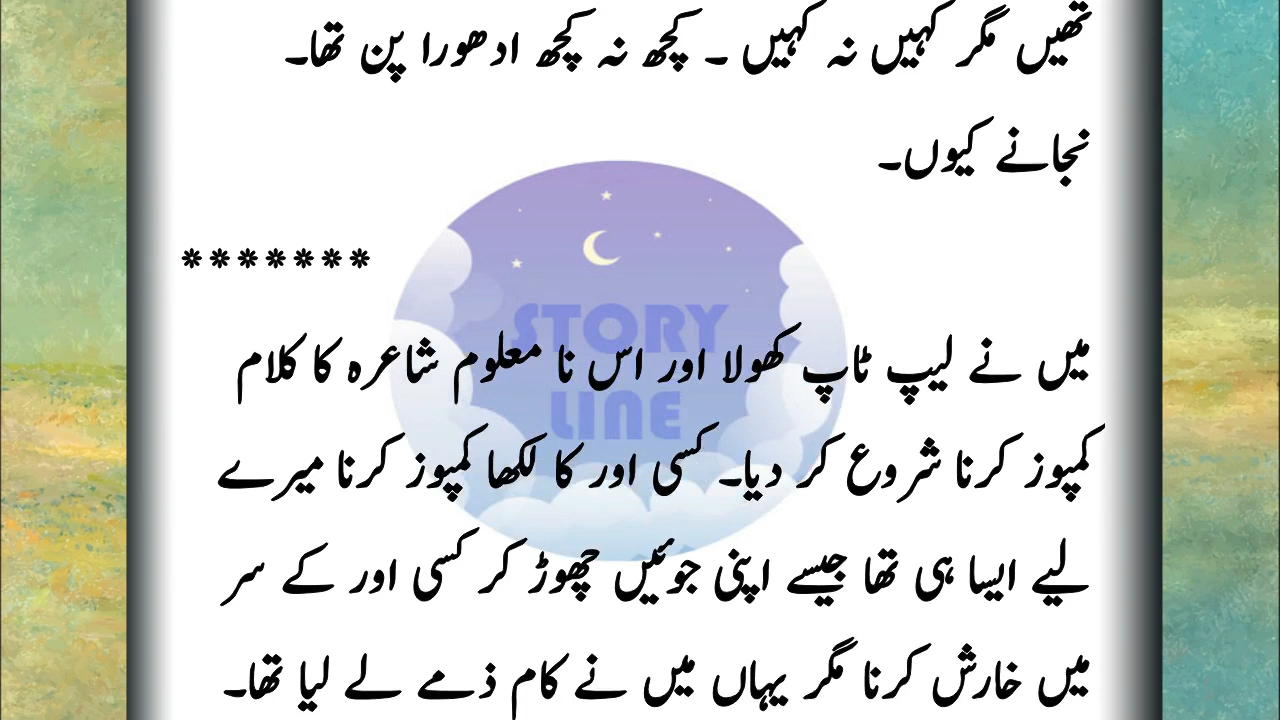 تھیں مگر کہیں نہ کہیں ۔ کچھ نہ کچھ ادھورا پن تھا۔
نجانے کیوں۔
*******
STORY
LINE
میں نے لیپ ٹاپ کھولا اور اس نا معلوم شاعرہ کا کلام
کمپوز کرنا شروع کر دیا۔ کسی اور کا لکھا کمپوز کرنا میرے
لیے ایسا ہی تھا جیسے اپنی جوئیں چھوڑ کر کسی اور کے سر
میں خارش کرنا مگر یہاں میں نے کام ذمے لے لیا تھا۔